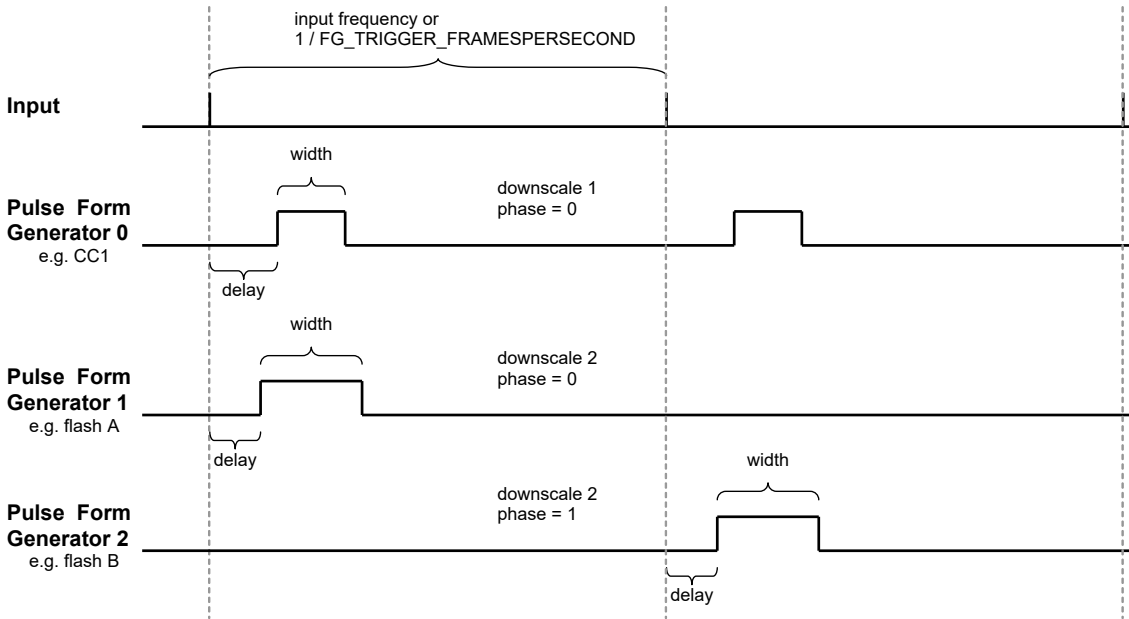 input frequency or
1 / FG_TRIGGER_FRAMESPERSECOND
Input
width
downscale 1
phase = 0
Pulse Form
Generator 0
e.g. CC1
delay
width
downscale 2
phase = 0
Pulse Form
Generator 1
e.g. flash A
delay
width
downscale 2
phase = 1
Pulse Form
Generator 2
e.g. flash B
delay